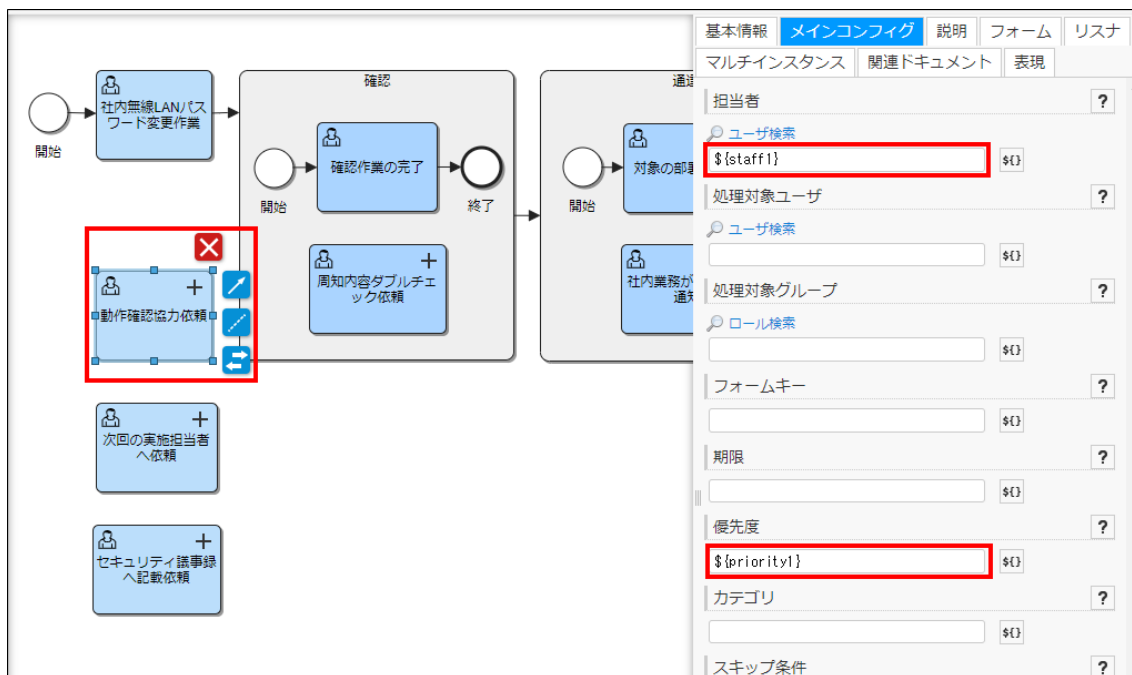 社内無線LANパス
ワード変更作業
開始
確認
確認作業の完了
開始
終了
周知内容ダブルチェ
ック依頼
動作確認協力依頼
次回の実施担当者
へ依頼
セキュリティ議事録
へ記載依頼
開始
対象の部
社内業務が
通知
基本情報
メインコンフィグ
説明
フォーム
リスナ
マルチインスタンス
関連ドキュメント
表現
担当者
?
ユーザ検索
${staff1}
${}
処理対象ユーザ
?
ユーザ検索
${}
処理対象グループ
?
ロール検索
${}
フォームキー
?
${}
期限
?
${}
優先度
?
${priority1}
${}
カテゴリ
?
${}
スキップ条件
?